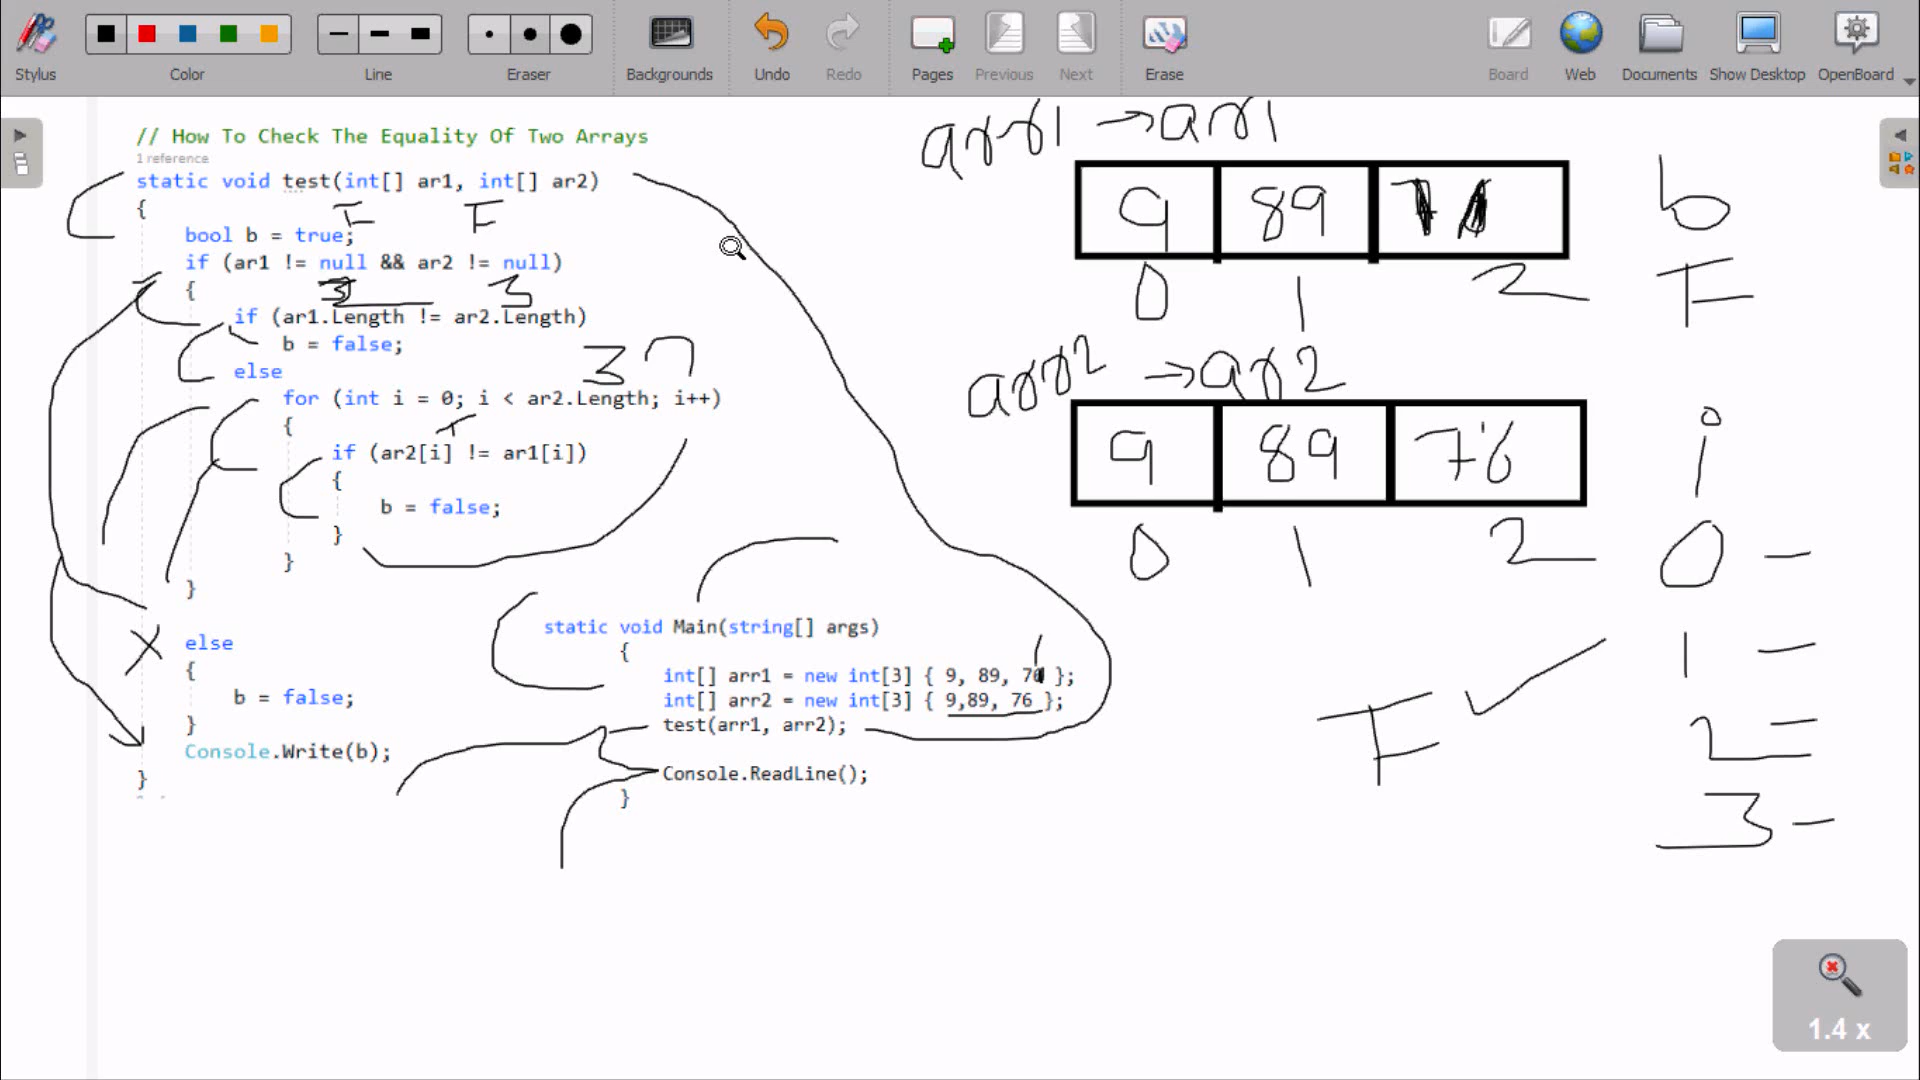 Stylus
Color
Line
Eraser
Backgrounds
Undo
Redo
Pages
Previous
Next
Erase
Board
Web
Documents
Show Desktop
OpenBoard
// How To Check The Equality Of Two Arrays
1 reference
static void test(int[] ar1, int[] ar2)
{
F F
bool b = true;
if (ar1 != null && ar2 != null)
{
3 3
if (ar1.Length != ar2.Length)
b = false;
else
3
for (int i = 0; i < ar2.Length; i++)
{
if (ar2[i] != ar1[i])
{
b = false;
}
}
}
X else
{
b = false;
}
Console.Write(b);
}
static void Main(string[] args)
{
int[] arr1 = new int[3] { 9, 89, 7 };
int[] arr2 = new int[3] { 9,89, 76 };
test(arr1, arr2);
Console.ReadLine();
}
arr1 → ar1
9 89
0 1 2
arr2 → ar2
9 89 76
0 1 2
b
F
i
0 -
1 =
2 =
3 -
F ✓
1.4 x